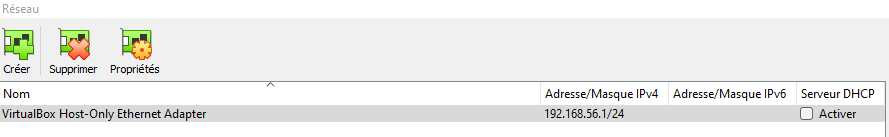 Réseau
Créer Supprimer Propriétés
Nom Adresse/Masque IPv4 Adresse/Masque IPv6 Serveur DHCP
VirtualBox Host-Only Ethernet Adapter 192.168.56.1/24 Activer